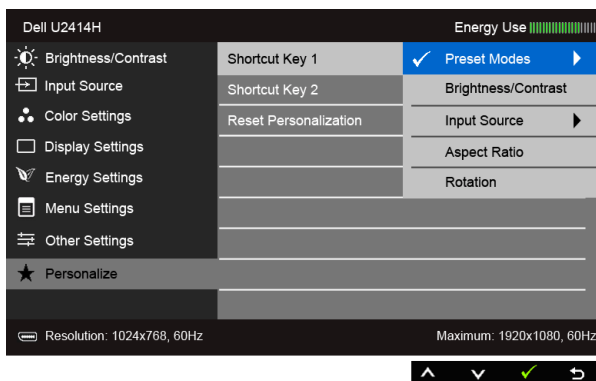 Dell U2414H
Energy Use
Brightness/Contrast
Input Source
Color Settings
Display Settings
Energy Settings
Menu Settings
Other Settings
Personalize
Shortcut Key 1
Shortcut Key 2
Reset Personalization
Preset Modes
Brightness/Contrast
Input Source
Aspect Ratio
Rotation
Resolution: 1024x768, 60Hz
Maximum: 1920x1080, 60Hz